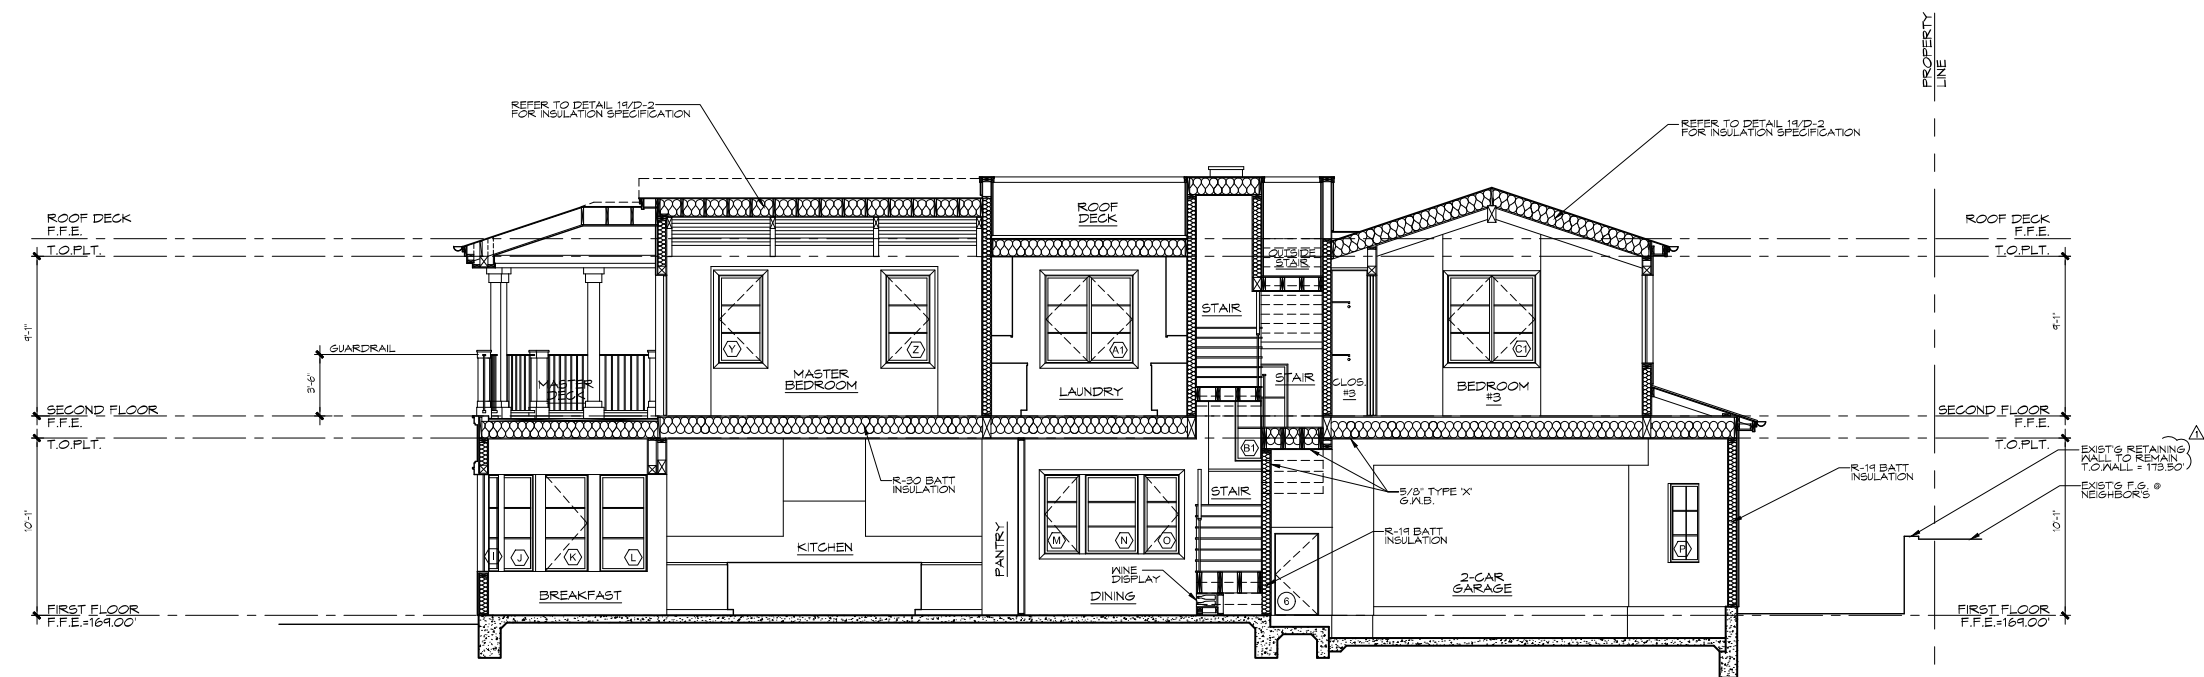 PROPERTY
LINE
REFER TO DETAIL 19/D-2
FOR INSULATION SPECIFICATION
REFER TO DETAIL 19/D-2
FOR INSULATION SPECIFICATION
ROOF DECK
F.F.E.
T.O.PLT.
ROOF
DECK
ROOF DECK
F.F.E.
T.O.PLT.
OUTSIDE
STAIR
9'-1"
GUARDRAIL
3'-6"
STAIR
9'-1"
Y
Z
A1
C1
MASTER
DECK
MASTER
BEDROOM
LAUNDRY
STAIR
CLOS.
#3
BEDROOM
#3
SECOND FLOOR
F.F.E.
T.O.PLT.
SECOND FLOOR
F.F.E.
T.O.PLT.
1
B1
EXIST'G RETAINING
WALL TO REMAIN
T.O.WALL = 173.50'
R-19 BATT
INSULATION
EXIST'G F.G. @
NEIGHBOR'S
R-30 BATT
INSULATION
STAIR
5/8" TYPE 'X'
G.W.B.
10'-1"
10'-1"
I
J
K
L
KITCHEN
PANTRY
M
N
O
R-19 BATT
INSULATION
P
WINE
DISPLAY
BREAKFAST
DINING
6
2-CAR
GARAGE
FIRST FLOOR
F.F.E.=169.00'
FIRST FLOOR
F.F.E.=169.00'